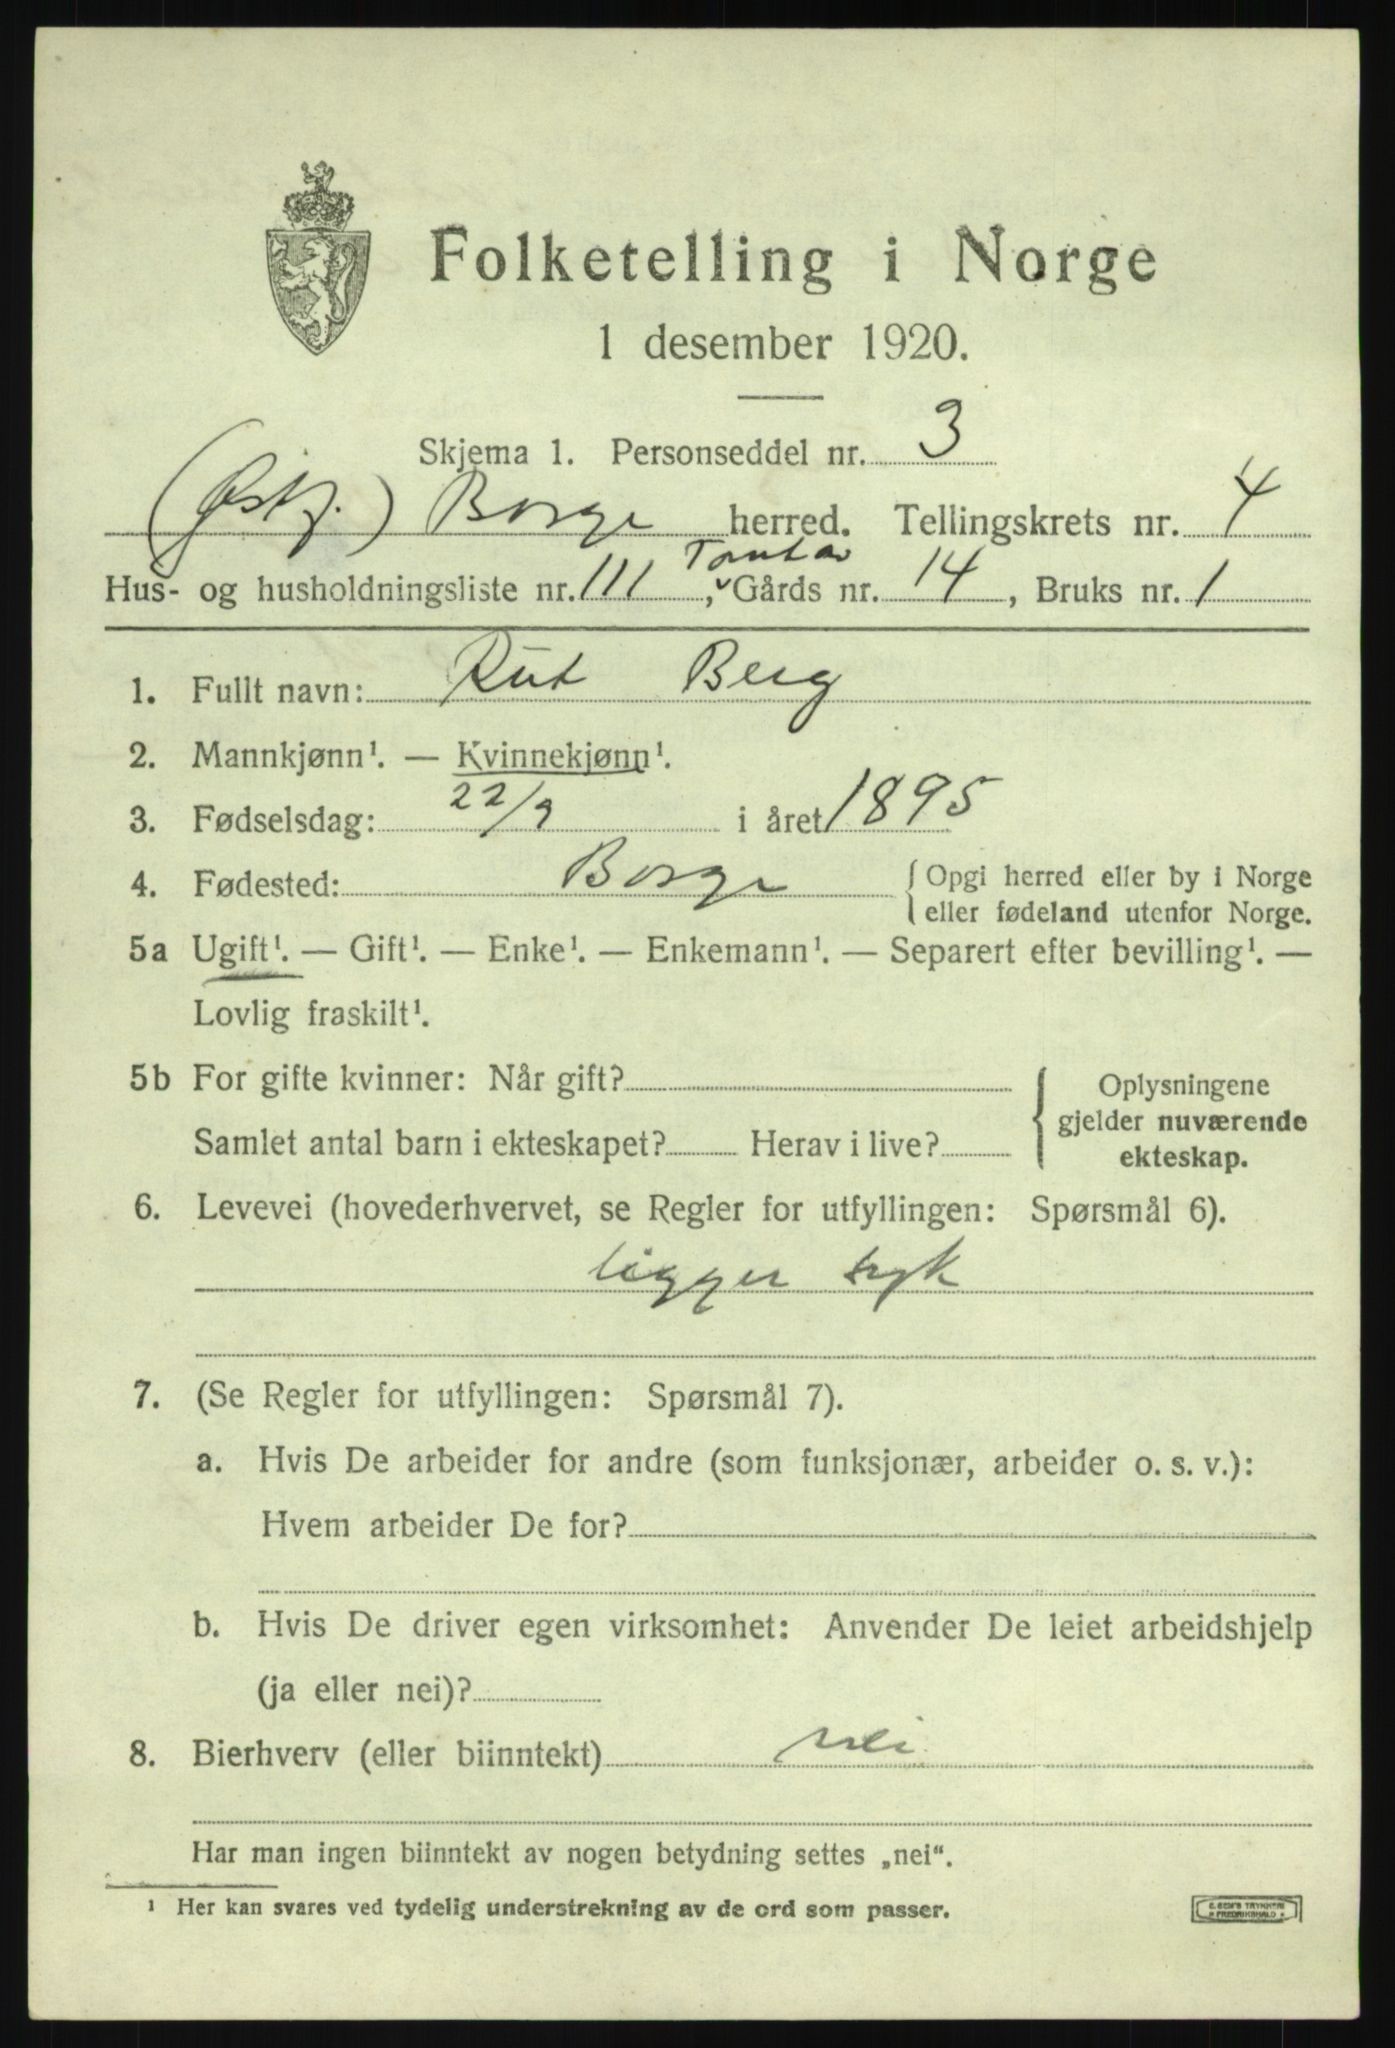 Folketelling i Norge
1 desember 1920.
Skjema 1. Personseddel nr. 3
(Østf.) Borge herred. Tellingskrets nr. 4
Hus- og husholdningsliste nr. 111, Gårds nr. 14, Bruks nr. 1
1. Fullt navn: Rut Berg
2. Mannkjønn¹. — Kvinnekjønn¹.
3. Fødselsdag: 22/9 i året 1895
4. Fødested: Borge { Opgi herred eller by i Norge
eller fødeland utenfor Norge.
5a Ugift¹. — Gift¹. — Enke¹. — Enkemann¹. — Separert efter bevilling¹. —
Lovlig fraskilt¹.
5b For gifte kvinner: Når gift?
Samlet antal barn i ekteskapet? Herav i live?
{ Oplysningene
gjelder nuværende
ekteskap.
6. Levevei (hovederhvervet, se Regler for utfyllingen: Spørsmål 6).
ligger syk
7. (Se Regler for utfyllingen: Spørsmål 7).
a. Hvis De arbeider for andre (som funksjonær, arbeider o. s. v.):
Hvem arbeider De for?
b. Hvis De driver egen virksomhet: Anvender De leiet arbeidshjelp
(ja eller nei)?
8. Bierhverv (eller biinntekt) nei
Har man ingen biinntekt av nogen betydning settes „nei“.
¹ Her kan svares ved tydelig understrekning av de ord som passer.
E. SEM'S TRYKKERI
* FREDRIKSHALD *